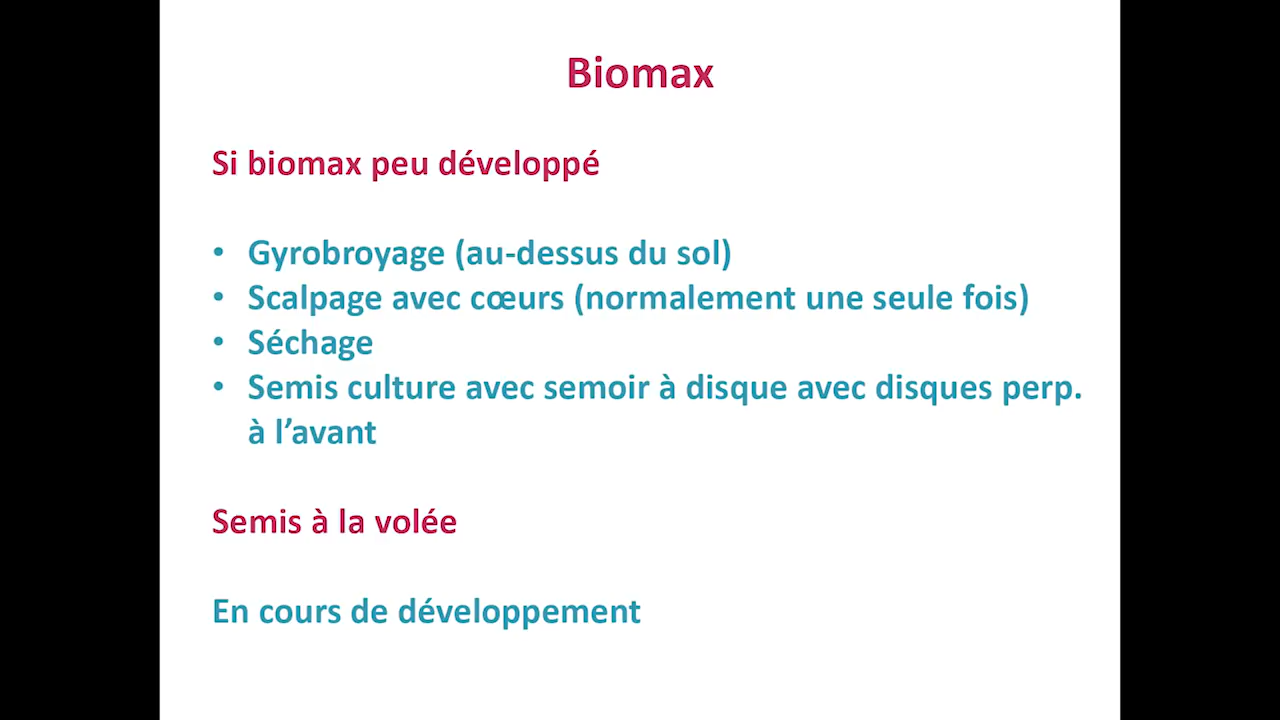 Biomax
Si biomax peu développé
• Gyrobroyage (au-dessus du sol)
• Scalpage avec cœurs (normalement une seule fois)
• Séchage
• Semis culture avec semoir à disque avec disques perp.
à l’avant
Semis à la volée
En cours de développement